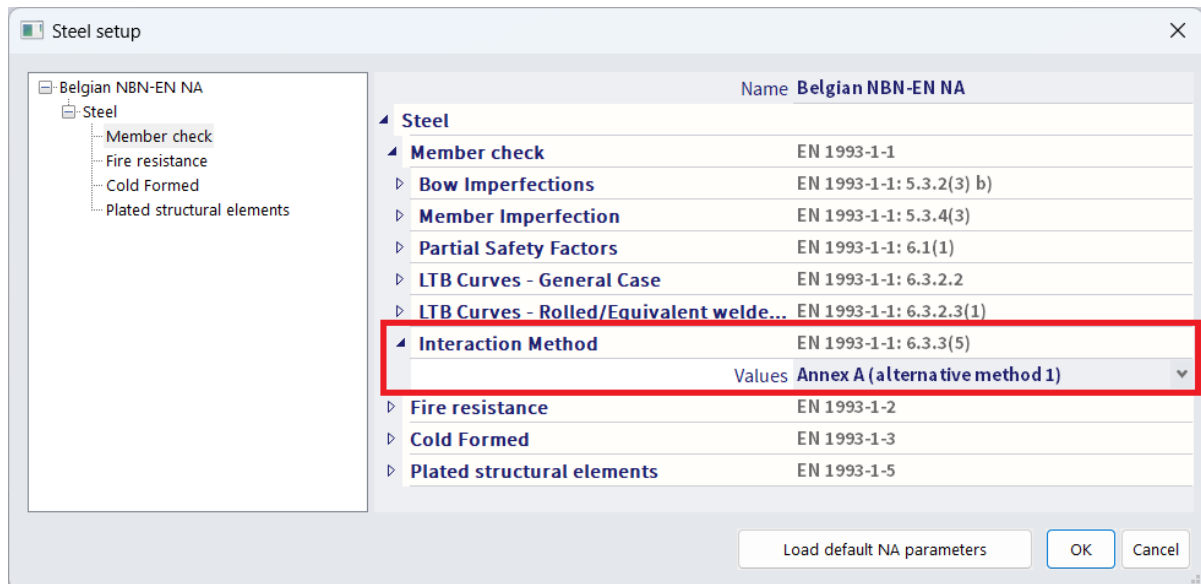 Steel setup
Belgian NBN-EN NA
Steel
Member check
Fire resistance
Cold Formed
Plated structural elements
Name Belgian NBN-EN NA
Steel
Member check EN 1993-1-1
Bow Imperfections EN 1993-1-1: 5.3.2(3) b)
Member Imperfection EN 1993-1-1: 5.3.4(3)
Partial Safety Factors EN 1993-1-1: 6.1(1)
LTB Curves - General Case EN 1993-1-1: 6.3.2.2
LTB Curves - Rolled/Equivalent welde... EN 1993-1-1: 6.3.2.3(1)
Interaction Method EN 1993-1-1: 6.3.3(5)
Values Annex A (alternative method 1)
Fire resistance EN 1993-1-2
Cold Formed EN 1993-1-3
Plated structural elements EN 1993-1-5
Load default NA parameters OK Cancel